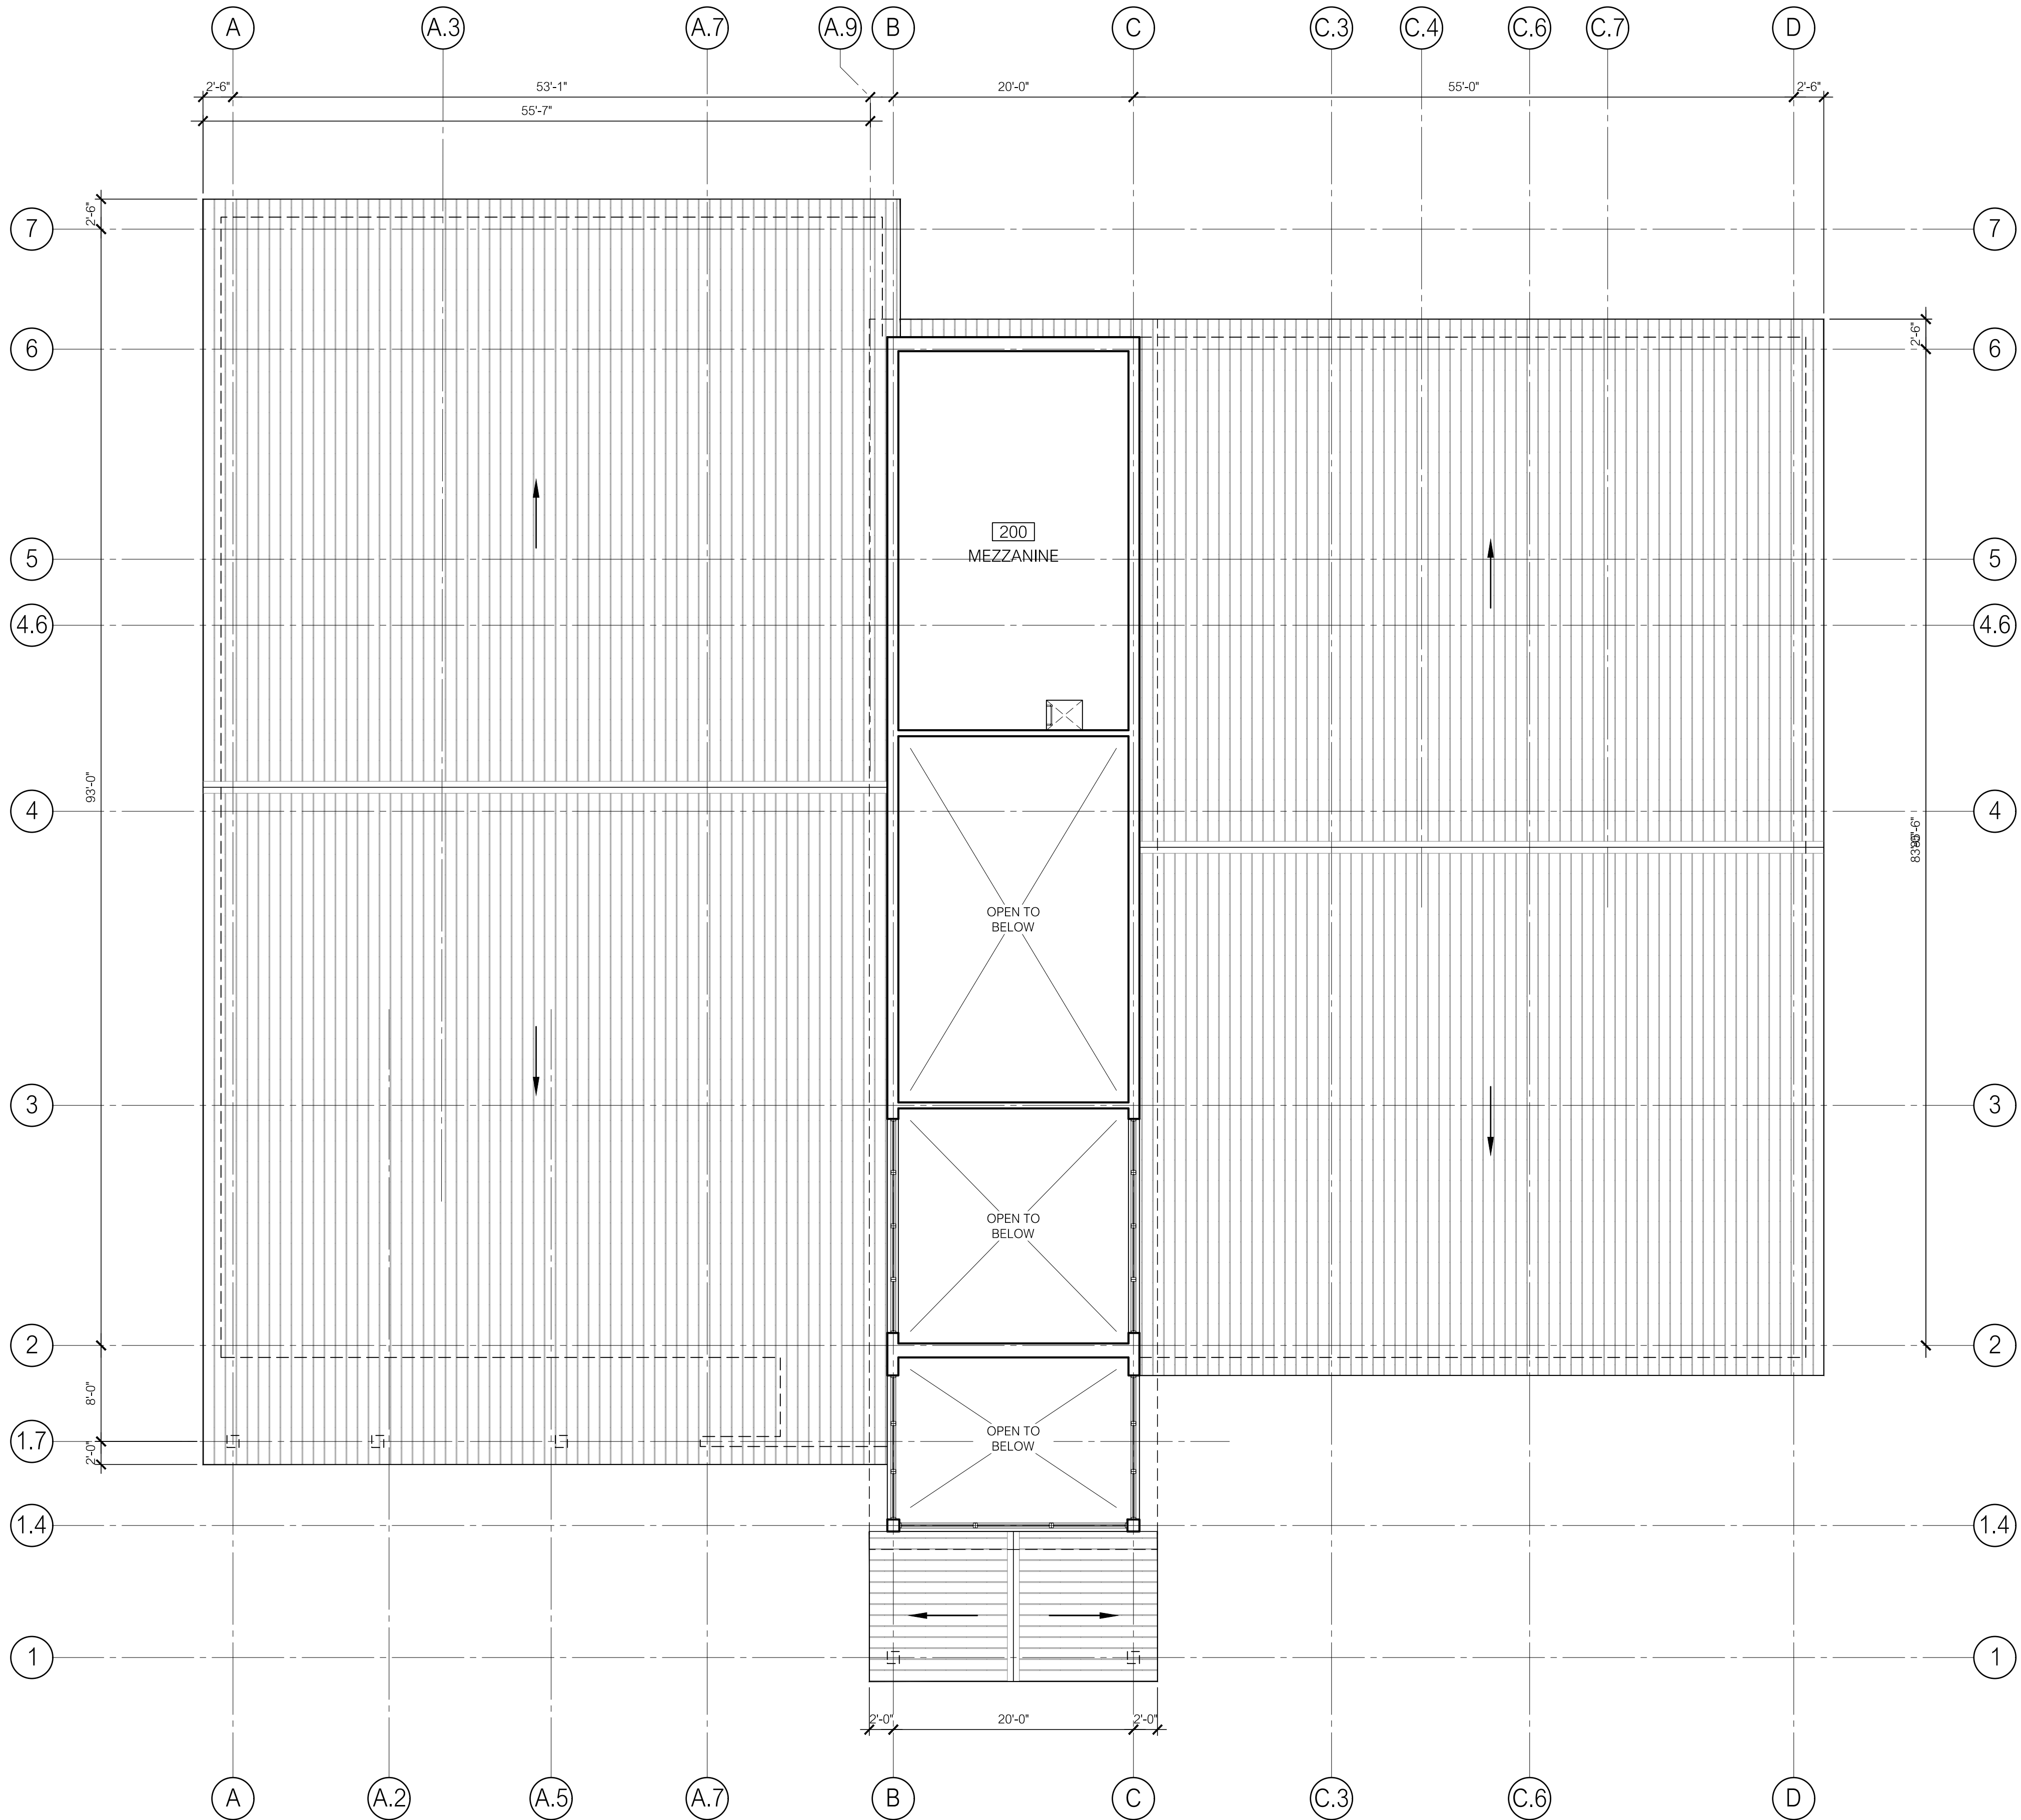 A A.3 A.7 A.9 B C C.3 C.4 C.6 C.7 D
2'-6" 53'-1" 20'-0" 55'-0" 2'-6"
55'-7"
2'-6"
7 7
6 6
2'-6"
200
5 MEZZANINE 5
4.6 4.6
93'-0"
4 4
OPEN TO
BELOW
3 3
OPEN TO
BELOW
2 2
8'-0"
OPEN TO
BELOW
1.7
2'-0"
1.4 1.4
1 1
2'-0" 20'-0" 2'-0"
A A.2 A.5 A.7 B C C.3 C.6 D